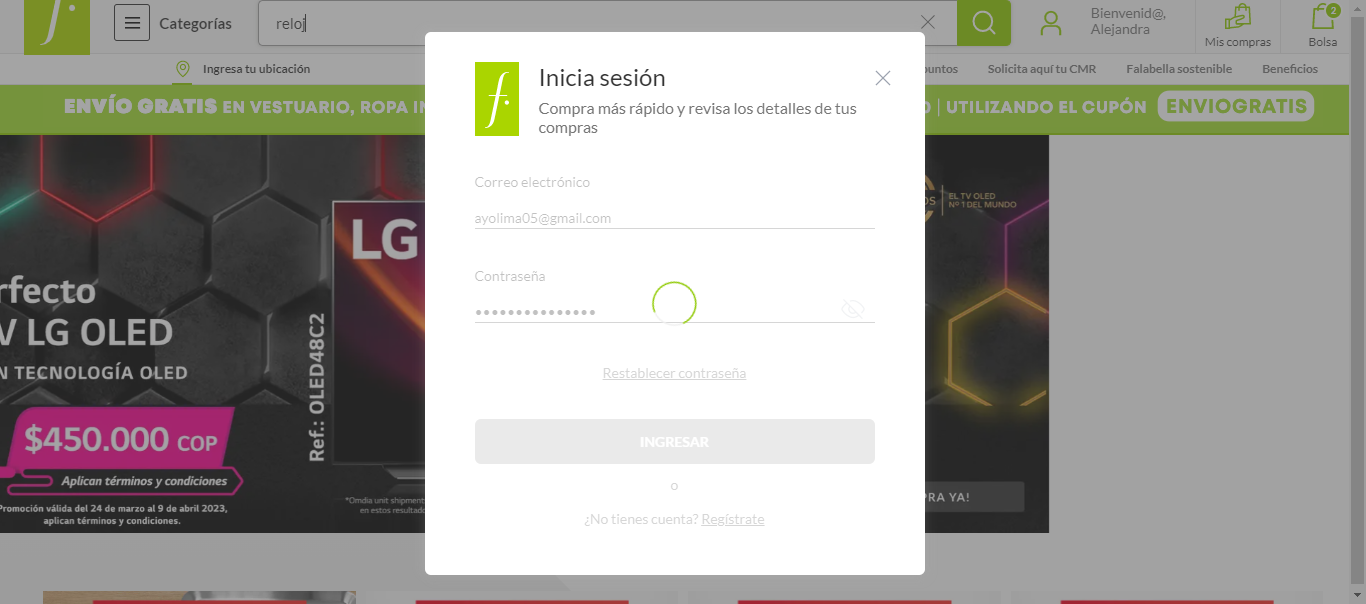 Categorías
reloj
Bienvenid@,
Alejandra
Mis compras
2
Bolsa
Ingresa tu ubicación
puntos
Solicita aquí tu CMR
Falabella sostenible
Beneficios
ENVÍO GRATIS EN VESTUARIO, ROPA IN
0 | UTILIZANDO EL CUPÓN ENVIOGRATIS
f.
Inicia sesión
Compra más rápido y revisa los detalles de tus
compras
Correo electrónico
ayolima05@gmail.com
Contraseña
Restablecer contraseña
INGRESAR
o
¿No tienes cuenta? Regístrate
LG
rfecto
V LG OLED
N TECNOLOGÍA OLED
$450.000 COP
Aplican términos y condiciones
Promoción válida del 24 de marzo al 9 de abril 2023,
aplican términos y condiciones.
Ref.: OLED48C2
*Omdia unit shipment
en estos resultado
OS
EL TV OLED
Nº 1 DEL MUNDO
PRA YA!